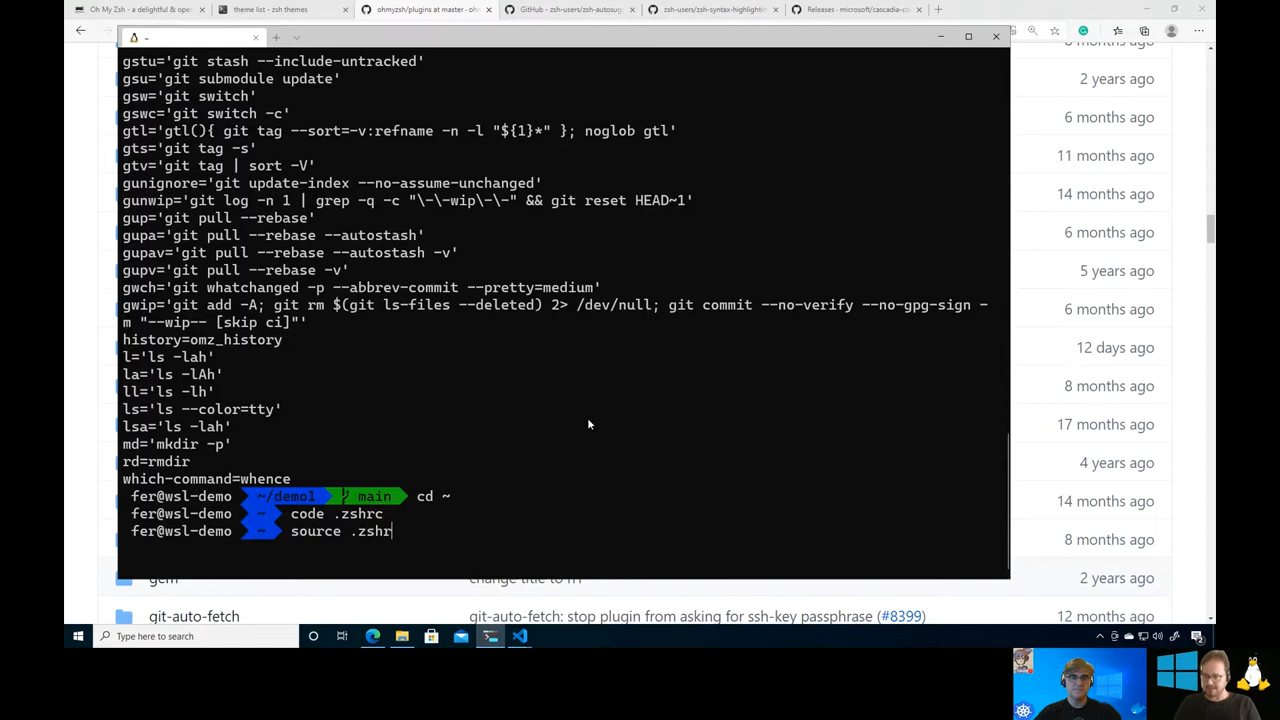 Oh My Zsh - a delightful & open
theme list - zsh themes
ohmyzsh/plugins at master · ohm
GitHub - zsh-users/zsh-autosug
zsh-users/zsh-syntax-highlightin
Releases · microsoft/cascadia-co
~
gstu='git stash --include-untracked'
gsu='git submodule update'
gsw='git switch'
gswc='git switch -c'
gtl='gtl(){ git tag --sort=-v:refname -n -l "${1}*" }; noglob gtl'
gts='git tag -s'
gtv='git tag | sort -V'
gunignore='git update-index --no-assume-unchanged'
gunwip='git log -n 1 | grep -q -c "\-\-wip\-\-" && git reset HEAD~1'
gup='git pull --rebase'
gupa='git pull --rebase --autostash'
gupav='git pull --rebase --autostash -v'
gupv='git pull --rebase -v'
gwch='git whatchanged -p --abbrev-commit --pretty=medium'
gwip='git add -A; git rm $(git ls-files --deleted) 2> /dev/null; git commit --no-verify --no-gpg-sign -
m "--wip-- [skip ci]"'
history=omz_history
l='ls -lah'
la='ls -lAh'
ll='ls -lh'
ls='ls --color=tty'
lsa='ls -lah'
md='mkdir -p'
rd=rmdir
which-command=whence
fer@wsl-demo ~/demo1 main cd ~
fer@wsl-demo ~ code .zshrc
fer@wsl-demo ~ source .zshr
8 months ago
2 years ago
6 months ago
11 months ago
14 months ago
6 months ago
5 years ago
6 months ago
12 days ago
8 months ago
17 months ago
4 years ago
14 months ago
8 months ago
gem change title to h1 2 years ago
git-auto-fetch git-auto-fetch: stop plugin from asking for ssh-key passphrase (#8399) 12 months ago
Type here to search
2